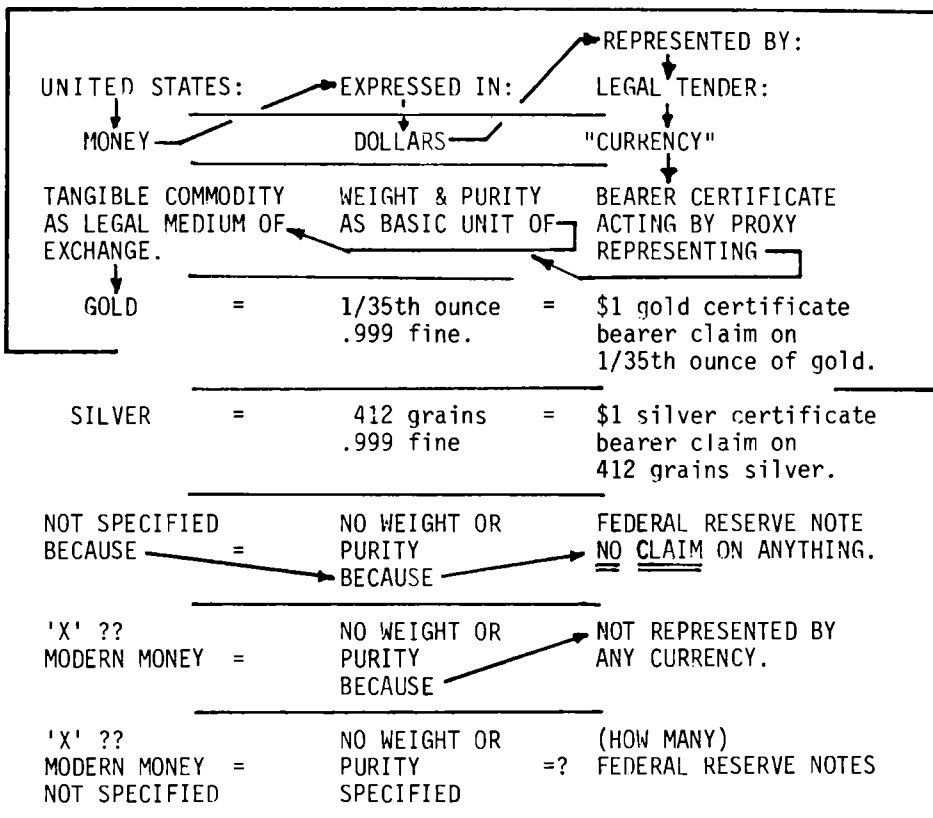 REPRESENTED BY:
UNITED STATES: EXPRESSED IN: LEGAL TENDER:
MONEY DOLLARS "CURRENCY"
TANGIBLE COMMODITY WEIGHT & PURITY BEARER CERTIFICATE
AS LEGAL MEDIUM OF AS BASIC UNIT OF ACTING BY PROXY
EXCHANGE. REPRESENTING
GOLD = 1/35th ounce = $1 gold certificate
.999 fine. bearer claim on
1/35th ounce of gold.
SILVER = 412 grains = $1 silver certificate
.999 fine bearer claim on
412 grains silver.
NOT SPECIFIED NO WEIGHT OR FEDERAL RESERVE NOTE
BECAUSE = PURITY NO CLAIM ON ANYTHING.
BECAUSE
'X' ?? NO WEIGHT OR NOT REPRESENTED BY
MODERN MONEY = PURITY ANY CURRENCY.
BECAUSE
'X' ?? NO WEIGHT OR (HOW MANY)
MODERN MONEY = PURITY =? FEDERAL RESERVE NOTES
NOT SPECIFIED SPECIFIED